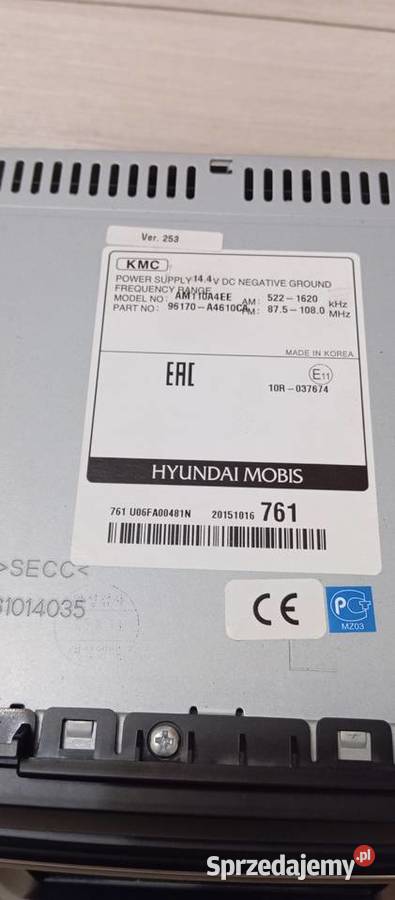 Ver. 253
KMC
POWER SUPPLY 14.4 V DC NEGATIVE GROUND
FREQUENCY RANGE
MODEL NO: AM110A4EE AM: 522-1620 kHz
PART NO: 96170-A4610CA FM: 87.5-108.0 MHz
MADE IN KOREA
EAC
E11
10R-037674
HYUNDAI MOBIS
761 U06FA00481N 20151016 761
>SECC<
31014035
CE
PCT
MZ03
Sprzedajemy.pl